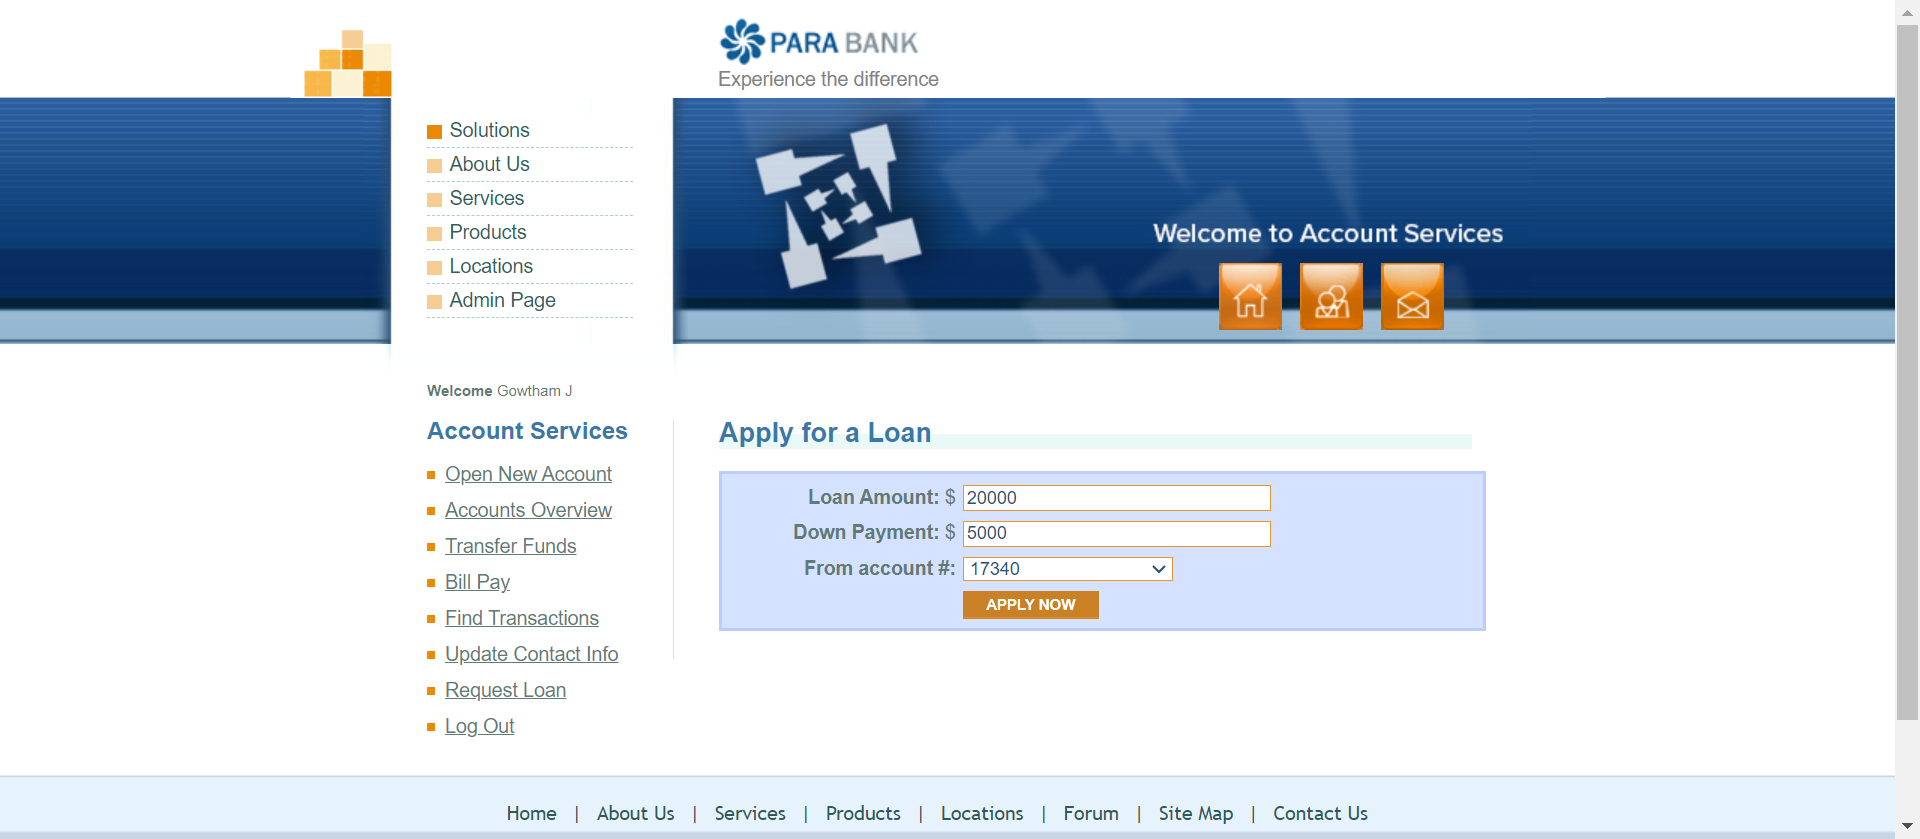 PARA BANK
Experience the difference
Solutions
About Us
Services
Products
Locations
Admin Page
Welcome to Account Services
Welcome Gowtham J
Account Services
Open New Account
Accounts Overview
Transfer Funds
Bill Pay
Find Transactions
Update Contact Info
Request Loan
Log Out
Apply for a Loan
Loan Amount: $ 20000
Down Payment: $ 5000
From account #: 17340
APPLY NOW
Home | About Us | Services | Products | Locations | Forum | Site Map | Contact Us